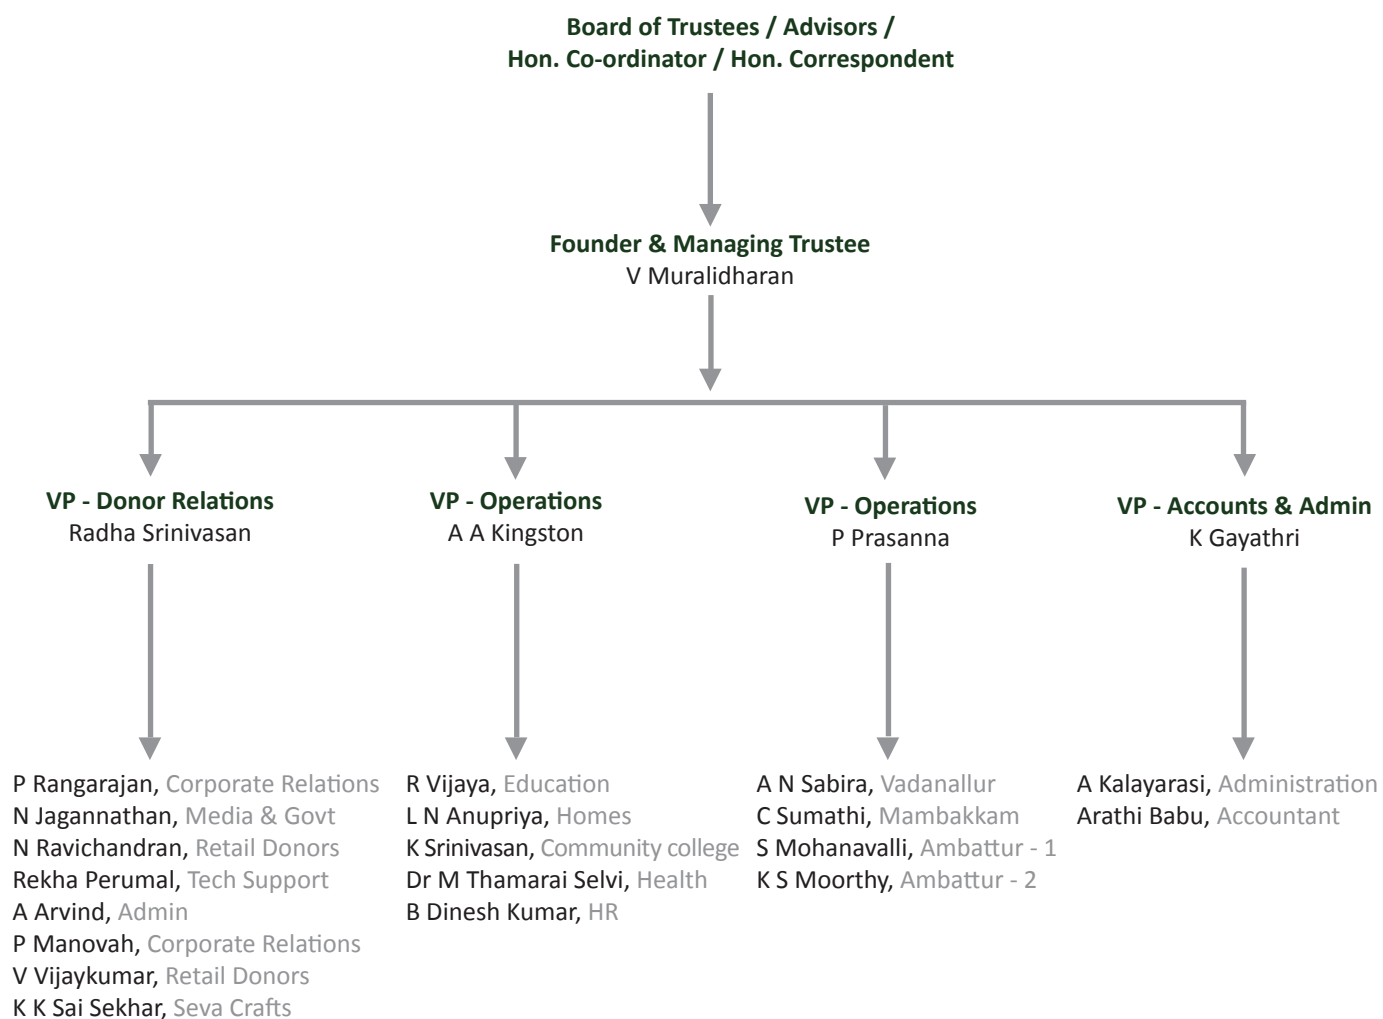 Board of Trustees / Advisors /
Hon. Co-ordinator / Hon. Correspondent
Founder & Managing Trustee
V Muralidharan
VP - Donor Relations
Radha Srinivasan
VP - Operations
A A Kingston
VP - Operations
P Prasanna
VP - Accounts & Admin
K Gayathri
P Rangarajan, Corporate Relations
N Jagannathan, Media & Govt
N Ravichandran, Retail Donors
Rekha Perumal, Tech Support
A Arvind, Admin
P Manovah, Corporate Relations
V Vijaykumar, Retail Donors
K K Sai Sekhar, Seva Crafts
R Vijaya, Education
L N Anupriya, Homes
K Srinivasan, Community college
Dr M Thamarai Selvi, Health
B Dinesh Kumar, HR
A N Sabira, Vadanallur
C Sumathi, Mambakkam
S Mohanavalli, Ambattur - 1
K S Moorthy, Ambattur - 2
A Kalayarasi, Administration
Arathi Babu, Accountant